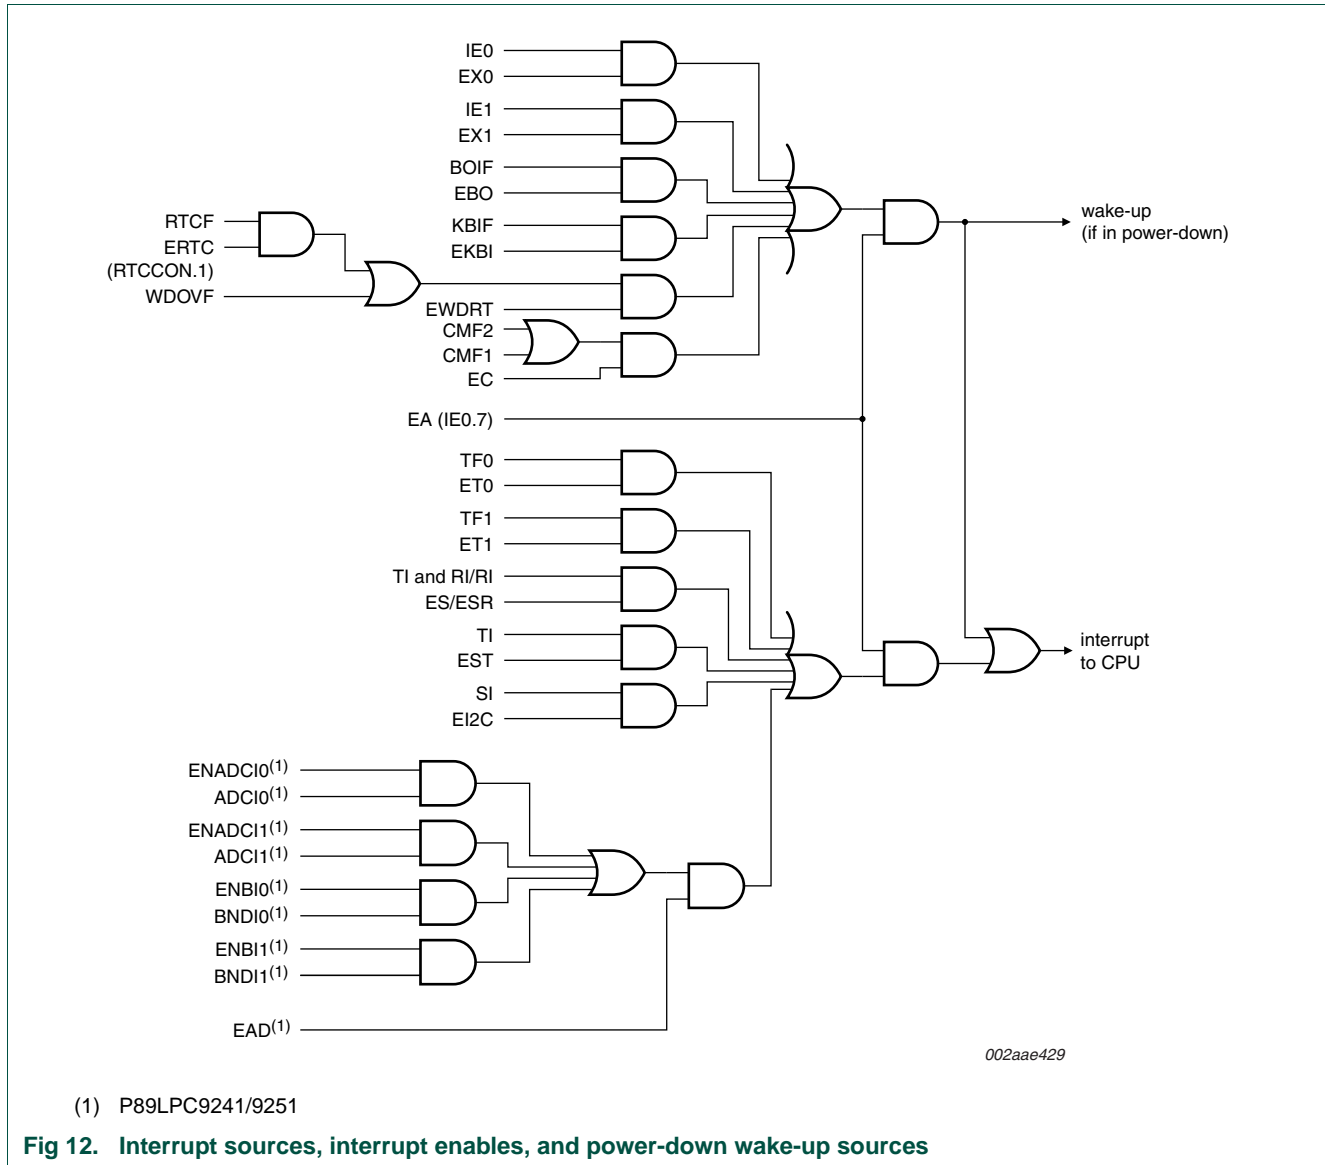 IE0
EX0
IE1
EX1
BOIF
EBO
KBIF
EKBI
RTCF
ERTC
(RTCCON.1)
WDOVF
EWDRT
CMF2
CMF1
EC
wake-up
(if in power-down)
EA (IE0.7)
TF0
ET0
TF1
ET1
TI and RI/RI
ES/ESR
TI
EST
SI
EI2C
interrupt
to CPU
ENADCI0(1)
ADCI0(1)
ENADCI1(1)
ADCI1(1)
ENBI0(1)
BNDI0(1)
ENBI1(1)
BNDI1(1)
EAD(1)
002aae429
(1) P89LPC9241/9251
Fig 12. Interrupt sources, interrupt enables, and power-down wake-up sources